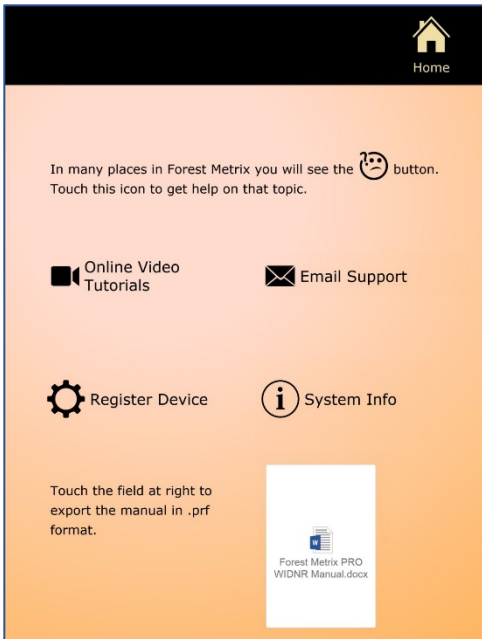 Home
In many places in Forest Metrix you will see the button.
Touch this icon to get help on that topic.
Online Video
Tutorials
Email Support
Register Device
System Info
Touch the field at right to
export the manual in .prf
format.
W
Forest Metrix PRO
WIDNR Manual.docx